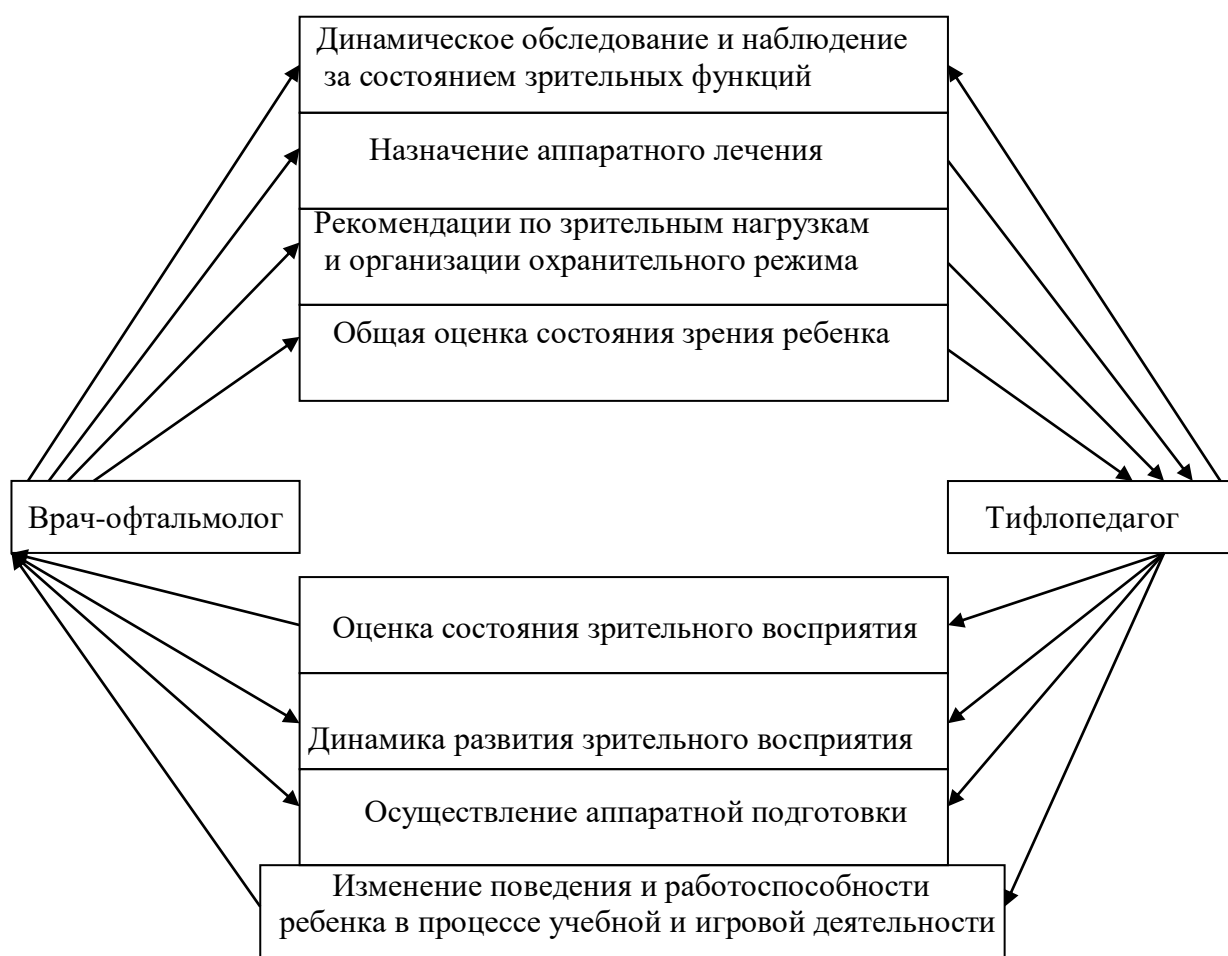 Динамическое обследование и наблюдение
за состоянием зрительных функций
Назначение аппаратного лечения
Рекомендации по зрительным нагрузкам
и организации охранительного режима
Общая оценка состояния зрения ребенка
Врач-офтальмолог
Тифлопедагог
Оценка состояния зрительного восприятия
Динамика развития зрительного восприятия
Осуществление аппаратной подготовки
Изменение поведения и работоспособности
ребенка в процессе учебной и игровой деятельности